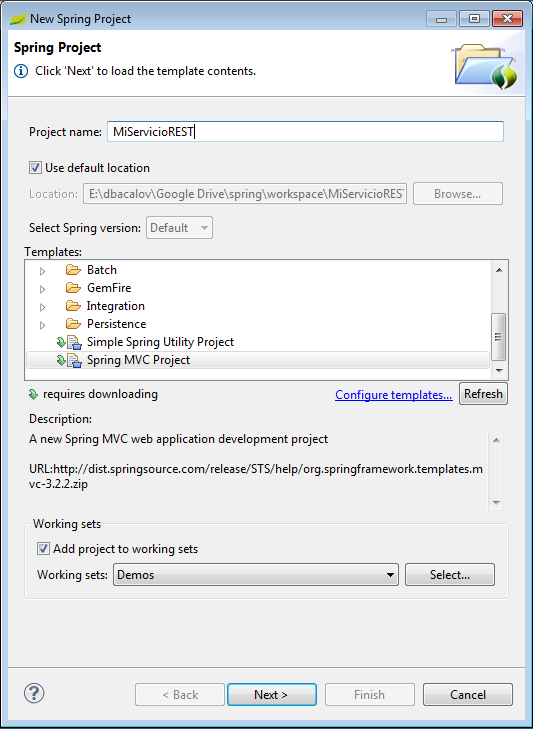 New Spring Project
Spring Project
Click 'Next' to load the template contents.
Project name: MiServicioREST
Use default location
Location: E:\dbacalov\Google Drive\spring\workspace\MiServicioREST Browse...
Select Spring version: Default
Templates:
Batch
GemFire
Integration
Persistence
Simple Spring Utility Project
Spring MVC Project
requires downloading Configure templates... Refresh
Description:
A new Spring MVC web application development project
URL:http://dist.springsource.com/release/STS/help/org.springframework.templates.m
vc-3.2.2.zip
Working sets
Add project to working sets
Working sets: Demos Select...
? < Back Next > Finish Cancel